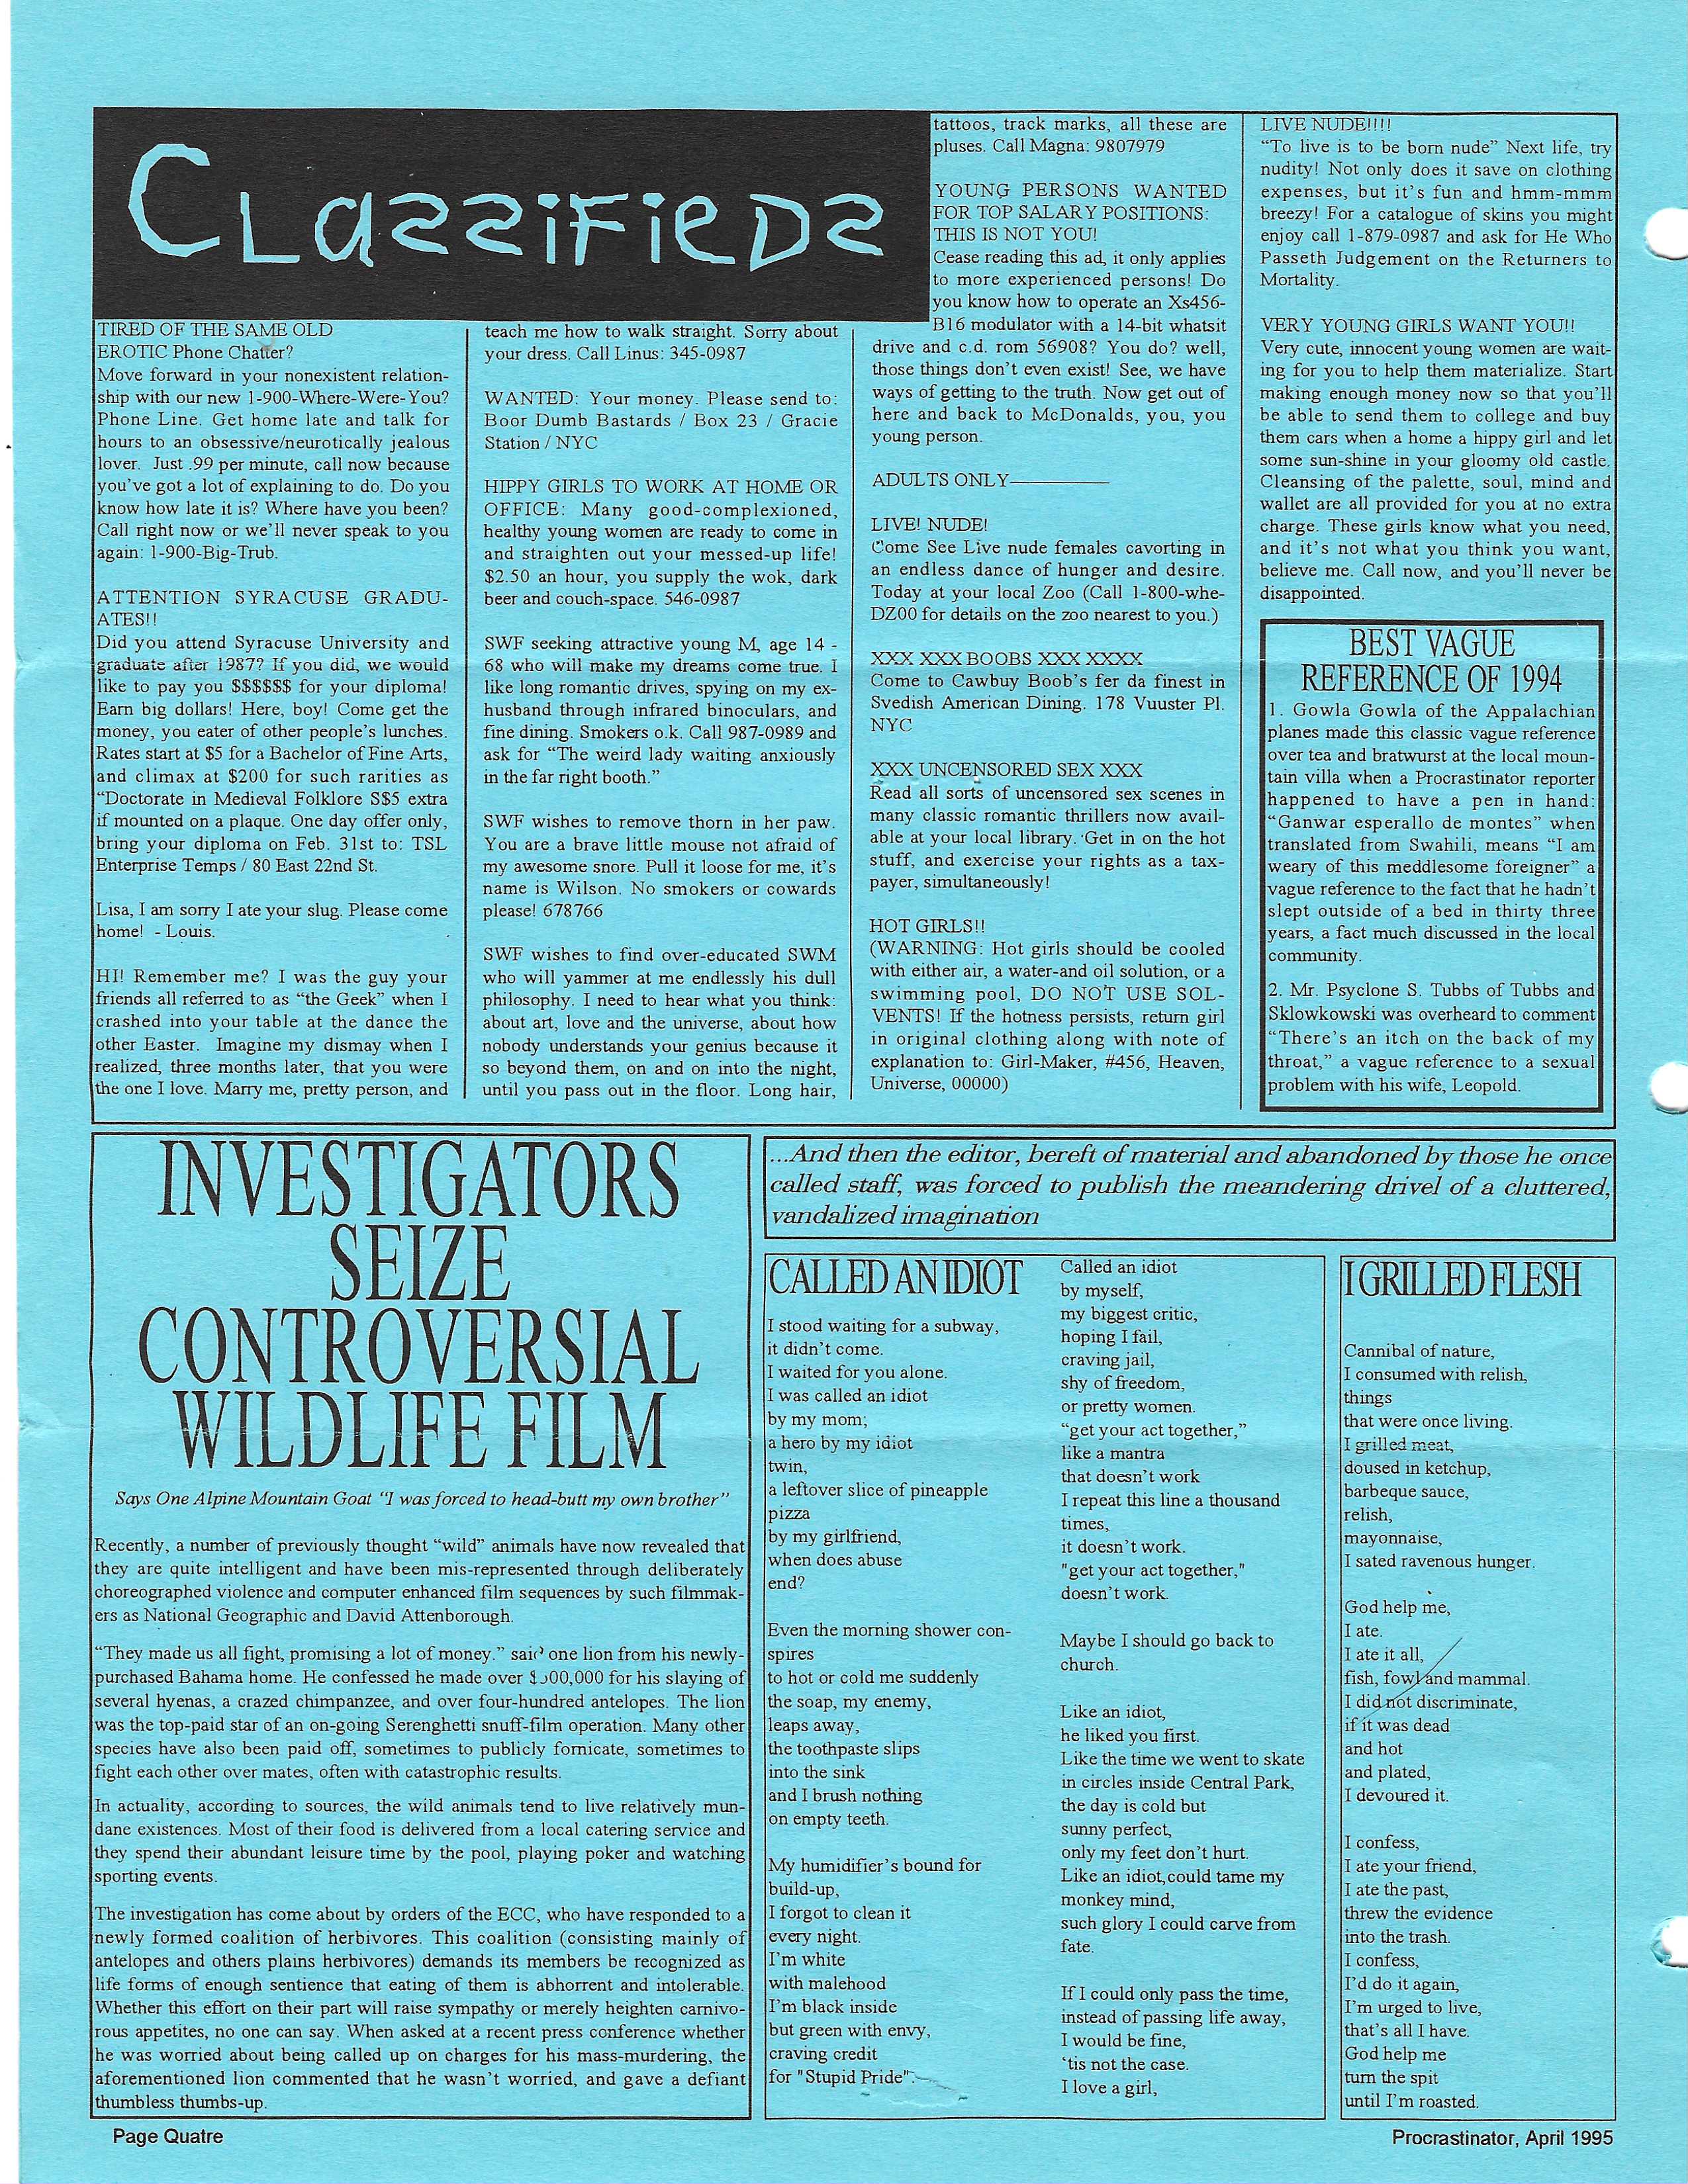 Clazzifiedz
TIRED OF THE SAME OLD
EROTIC Phone Chatter?
Move forward in your nonexistent relation-
ship with our new 1-900-Where-Were-You?
Phone Line. Get home late and talk for
hours to an obsessive/neurotically jealous
lover. Just .99 per minute, call now because
you've got a lot of explaining to do. Do you
know how late it is? Where have you been?
Call right now or we'll never speak to you
again: 1-900-Big-Trub.
ATTENTION SYRACUSE GRADU-
ATES!!
Did you attend Syracuse University and
graduate after 1987? If you did, we would
like to pay you $$$$$$ for your diploma!
Earn big dollars! Here, boy! Come get the
money, you eater of other people's lunches.
Rates start at $5 for a Bachelor of Fine Arts,
and climax at $200 for such rarities as
“Doctorate in Medieval Folklore S$5 extra
if mounted on a plaque. One day offer only,
bring your diploma on Feb. 31st to: TSL
Enterprise Temps / 80 East 22nd St.
Lisa, I am sorry I ate your slug. Please come
home! - Louis.
HI! Remember me? I was the guy your
friends all referred to as “the Geek” when I
crashed into your table at the dance the
other Easter. Imagine my dismay when I
realized, three months later, that you were
the one I love. Marry me, pretty person, and
teach me how to walk straight. Sorry about
your dress. Call Linus: 345-0987
WANTED: Your money. Please send to:
Boor Dumb Bastards / Box 23 / Gracie
Station / NYC
HIPPY GIRLS TO WORK AT HOME OR
OFFICE: Many good-complexioned,
healthy young women are ready to come in
and straighten out your messed-up life!
$2.50 an hour, you supply the wok, dark
beer and couch-space. 546-0987
SWF seeking attractive young M, age 14 -
68 who will make my dreams come true. I
like long romantic drives, spying on my ex-
husband through infrared binoculars, and
fine dining. Smokers o.k. Call 987-0989 and
ask for “The weird lady waiting anxiously
in the far right booth.”
SWF wishes to remove thorn in her paw.
You are a brave little mouse not afraid of
my awesome snore. Pull it loose for me, it's
name is Wilson. No smokers or cowards
please! 678766
SWF wishes to find over-educated SWM
who will yammer at me endlessly his dull
philosophy. I need to hear what you think:
about art, love and the universe, about how
nobody understands your genius because it
so beyond them, on and on into the night,
until you pass out in the floor. Long hair,
tattoos, track marks, all these are
pluses. Call Magna: 9807979
YOUNG PERSONS WANTED
FOR TOP SALARY POSITIONS:
THIS IS NOT YOU!
Cease reading this ad, it only applies
to more experienced persons! Do
you know how to operate an Xs456-
B16 modulator with a 14-bit whatsit
drive and c.d. rom 56908? You do? well,
those things don't even exist! See, we have
ways of getting to the truth. Now get out of
here and back to McDonalds, you, you
young person.
ADULTS ONLY————
LIVE! NUDE!
Come See Live nude females cavorting in
an endless dance of hunger and desire.
Today at your local Zoo (Call 1-800-whe-
DZ00 for details on the zoo nearest to you.)
XXX XXX BOOBS XXX XXXX
Come to Cawbuy Boob's fer da finest in
Svedish American Dining. 178 Vuuster Pl.
NYC
XXX UNCENSORED SEX XXX
Read all sorts of uncensored sex scenes in
many classic romantic thrillers now avail-
able at your local library. Get in on the hot
stuff, and exercise your rights as a tax-
payer, simultaneously!
HOT GIRLS!!
(WARNING: Hot girls should be cooled
with either air, a water-and oil solution, or a
swimming pool, DO NOT USE SOL-
VENTS! If the hotness persists, return girl
in original clothing along with note of
explanation to: Girl-Maker, #456, Heaven,
Universe, 00000)
LIVE NUDE!!!!
“To live is to be born nude” Next life, try
nudity! Not only does it save on clothing
expenses, but it's fun and hmm-mmm
breezy! For a catalogue of skins you might
enjoy call 1-879-0987 and ask for He Who
Passeth Judgement on the Returners to
Mortality.
VERY YOUNG GIRLS WANT YOU!!
Very cute, innocent young women are wait-
ing for you to help them materialize. Start
making enough money now so that you'll
be able to send them to college and buy
them cars when a home a hippy girl and let
some sun-shine in your gloomy old castle.
Cleansing of the palette, soul, mind and
wallet are all provided for you at no extra
charge. These girls know what you need,
and it's not what you think you want,
believe me. Call now, and you'll never be
disappointed.
BEST VAGUE
REFERENCE OF 1994
1. Gowla Gowla of the Appalachian
planes made this classic vague reference
over tea and bratwurst at the local moun-
tain villa when a Procrastinator reporter
happened to have a pen in hand:
“Ganwar esperallo de montes” when
translated from Swahili, means “I am
weary of this meddlesome foreigner” a
vague reference to the fact that he hadn't
slept outside of a bed in thirty three
years, a fact much discussed in the local
community.
2. Mr. Psyclone S. Tubbs of Tubbs and
Sklowkowski was overheard to comment
“There's an itch on the back of my
throat,” a vague reference to a sexual
problem with his wife, Leopold.
INVESTIGATORS
SEIZE
CONTROVERSIAL
WILDLIFE FILM
Says One Alpine Mountain Goat “I was forced to head-butt my own brother”
Recently, a number of previously thought “wild” animals have now revealed that
they are quite intelligent and have been mis-represented through deliberately
choreographed violence and computer enhanced film sequences by such filmmak-
ers as National Geographic and David Attenborough.
“They made us all fight, promising a lot of money.” said one lion from his newly-
purchased Bahama home. He confessed he made over for his slaying of
several hyenas, a crazed chimpanzee, and over four-hundred antelopes. The lion
was the top-paid star of an on-going Serenghetti snuff-film operation. Many other
species have also been paid off, sometimes to publicly fornicate, sometimes to
fight each other over mates, often with catastrophic results.
In actuality, according to sources, the wild animals tend to live relatively mun-
dane existences. Most of their food is delivered from a local catering service and
they spend their abundant leisure time by the pool, playing poker and watching
sporting events.
The investigation has come about by orders of the ECC, who have responded to a
newly formed coalition of herbivores. This coalition (consisting mainly of
antelopes and others plains herbivores) demands its members be recognized as
life forms of enough sentience that eating of them is abhorrent and intolerable.
Whether this effort on their part will raise sympathy or merely heighten carnivo-
rous appetites, no one can say. When asked at a recent press conference whether
he was worried about being called up on charges for his mass-murdering, the
aforementioned lion commented that he wasn't worried, and gave a defiant
thumbless thumbs-up.
...And then the editor, bereft of material and abandoned by those he once
called staff, was forced to publish the meandering drivel of a cluttered,
vandalized imagination
CALLED AN IDIOT
I stood waiting for a subway,
it didn't come.
I waited for you alone.
I was called an idiot
by my mom;
a hero by my idiot
twin,
a leftover slice of pineapple
pizza
by my girlfriend,
when does abuse
end?
Even the morning shower con-
spires
to hot or cold me suddenly
the soap, my enemy,
leaps away,
the toothpaste slips
into the sink
and I brush nothing
on empty teeth.
My humidifier's bound for
build-up,
I forgot to clean it
every night.
I'm white
with malehood
I'm black inside
but green with envy,
craving credit
for "Stupid Pride".
Called an idiot
by myself,
my biggest critic,
hoping I fail,
craving jail,
shy of freedom,
or pretty women.
“get your act together,”
like a mantra
that doesn't work
I repeat this line a thousand
times,
it doesn't work.
"get your act together,"
doesn't work.
Maybe I should go back to
church.
Like an idiot,
he liked you first.
Like the time we went to skate
in circles inside Central Park,
the day is cold but
sunny perfect,
only my feet don't hurt.
Like an idiot,could tame my
monkey mind,
such glory I could carve from
fate.
If I could only pass the time,
instead of passing life away,
I would be fine,
‘tis not the case.
I love a girl,
I GRILLED FLESH
Cannibal of nature,
I consumed with relish,
things
that were once living.
I grilled meat,
doused in ketchup,
barbeque sauce,
relish,
mayonnaise,
I sated ravenous hunger.
God help me,
I ate.
I ate it all,
fish, fowl and mammal.
I did not discriminate,
if it was dead
and hot
and plated,
I devoured it.
I confess,
I ate your friend,
I ate the past,
threw the evidence
into the trash.
I confess,
I'd do it again,
I'm urged to live,
that's all I have.
God help me
turn the spit
until I'm roasted.
Page Quatre
Procrastinator, April 1995